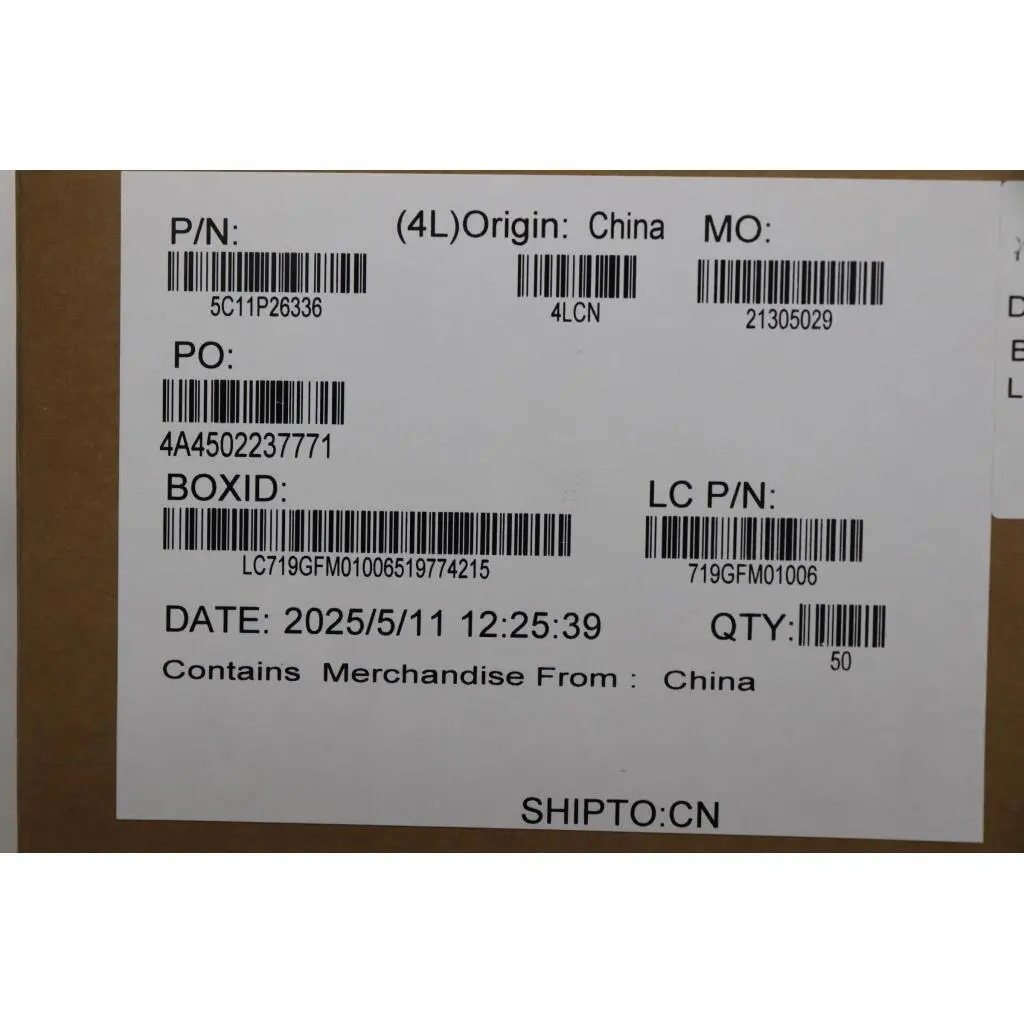 P/N:
(4L)Origin: China
MO:
5C11P26336
4LCN
21305029
PO:
4A4502237771
BOXID:
LC P/N:
LC719GFM01006519774215
719GFM01006
DATE: 2025/5/11 12:25:39
QTY:
50
Contains Merchandise From : China
SHIPTO:CN